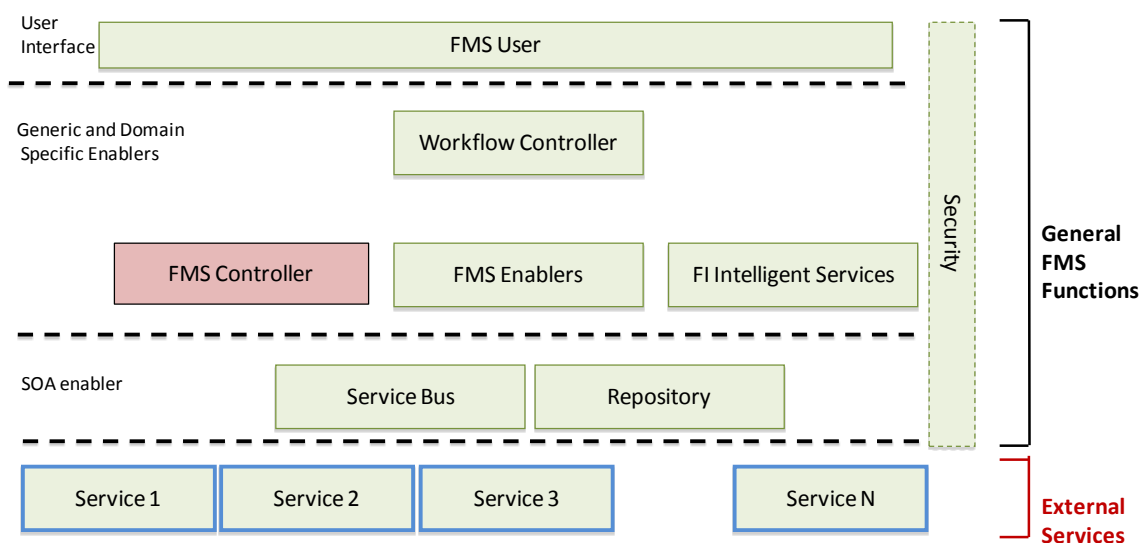 User
Interface
FMS User
Generic and Domain
Specific Enablers
Workflow Controller
FMS Controller
FMS Enablers
FI Intelligent Services
Security
General
FMS
Functions
SOA enabler
Service Bus
Repository
Service 1
Service 2
Service 3
Service N
External
Services